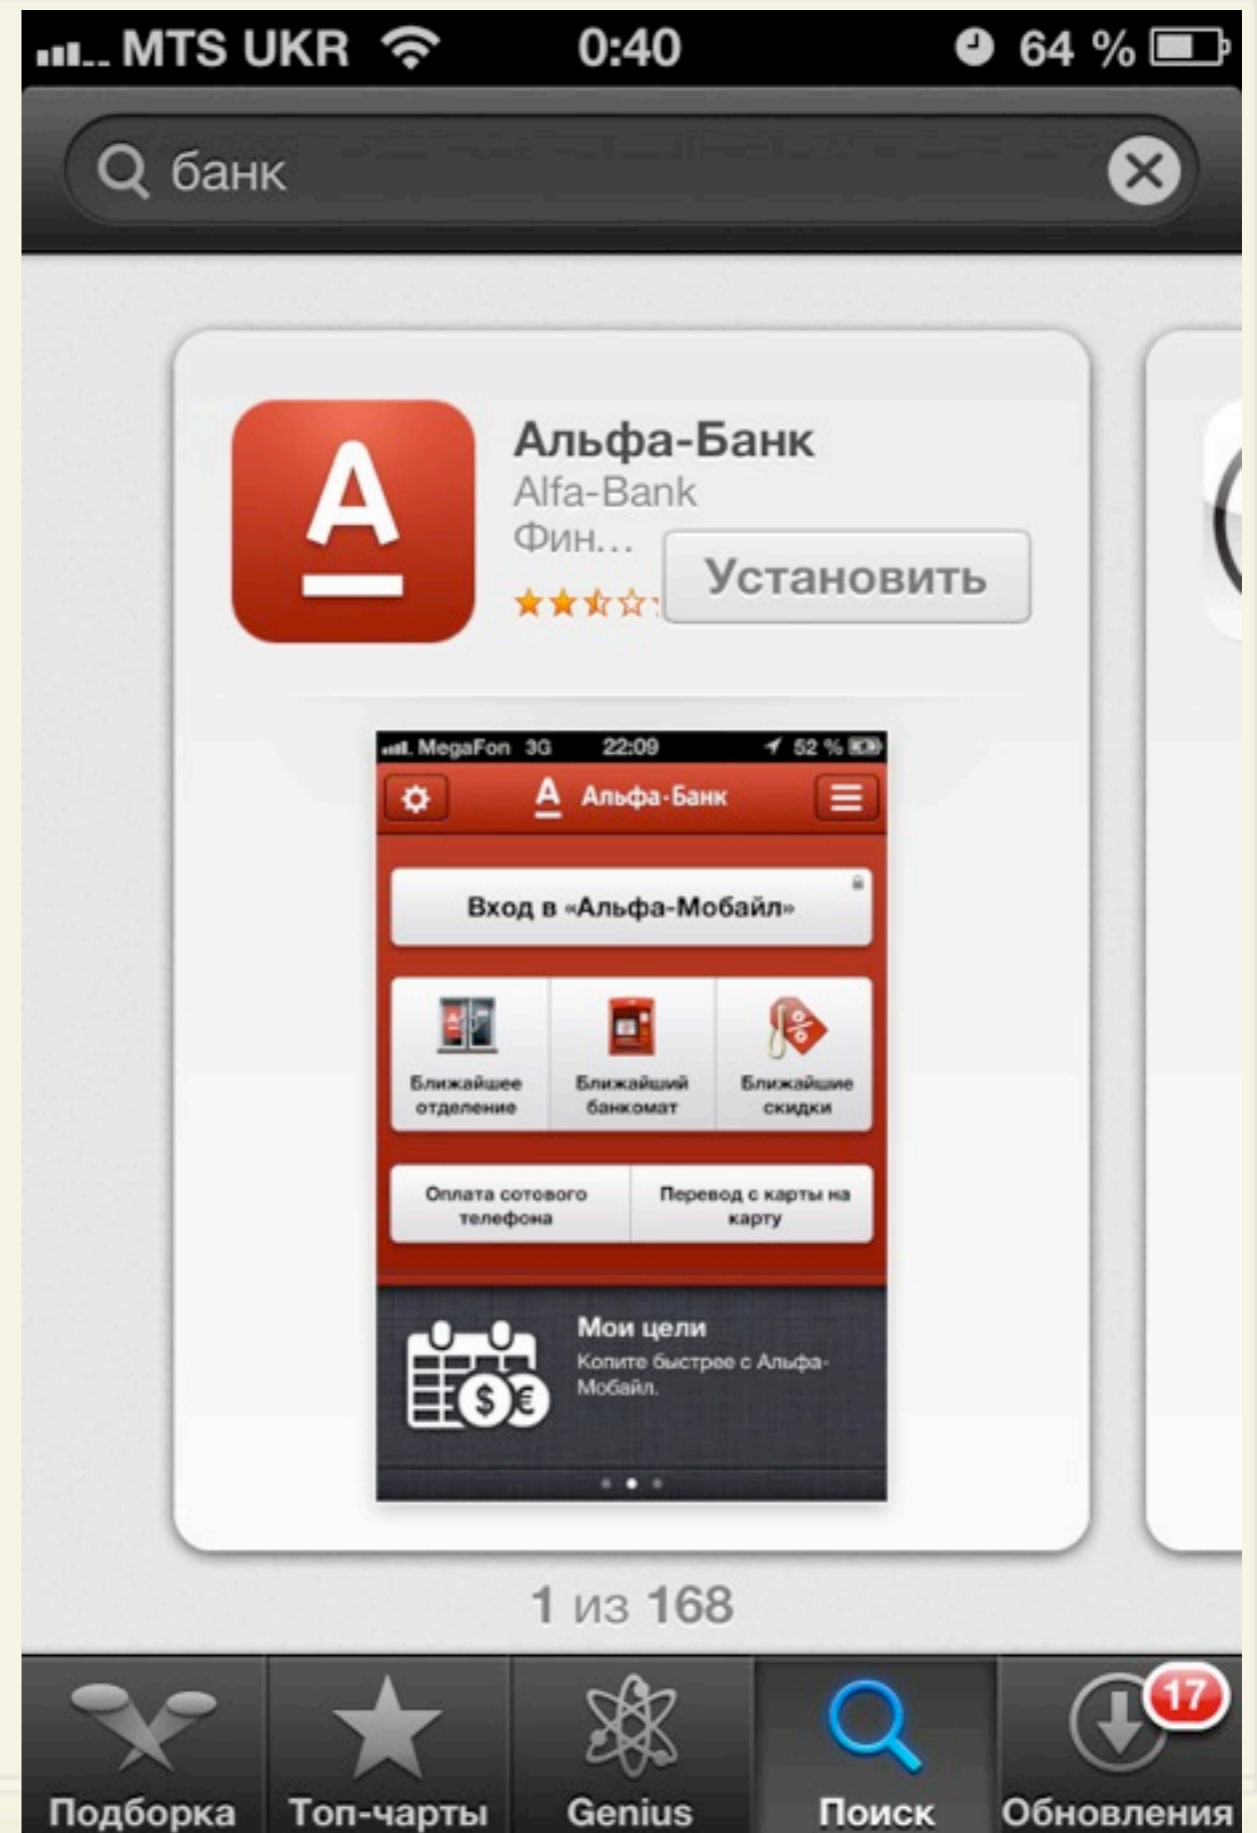 MTS UKR 0:40 64 %
банк
A
Альфа-Банк
Alfa-Bank
Фин...
Установить
MegaFon 3G 22:09 52 %
A Альфа-Банк
Вход в «Альфа-Мобайл»
Ближайшее отделение
Ближайший банкомат
%
Ближайшие скидки
Оплата сотового
телефона
Перевод с карты на
карту
Мои цели
Копите быстрее с Альфа-
Мобайл.
$ €
1 из 168
17
Подборка Топ-чарты Genius Поиск Обновления